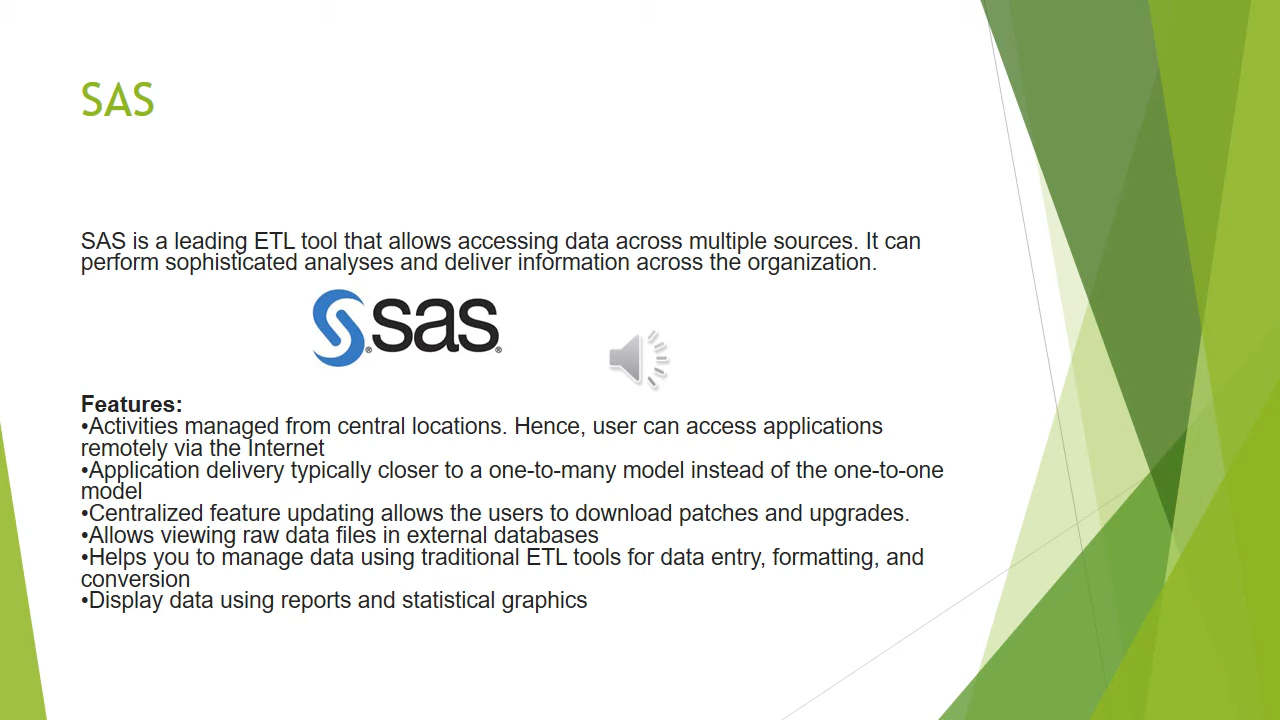 SAS
SAS is a leading ETL tool that allows accessing data across multiple sources. It can
perform sophisticated analyses and deliver information across the organization.
S®sas®
Features:
•Activities managed from central locations. Hence, user can access applications
remotely via the Internet
•Application delivery typically closer to a one-to-many model instead of the one-to-one
model
•Centralized feature updating allows the users to download patches and upgrades.
•Allows viewing raw data files in external databases
•Helps you to manage data using traditional ETL tools for data entry, formatting, and
conversion
•Display data using reports and statistical graphics